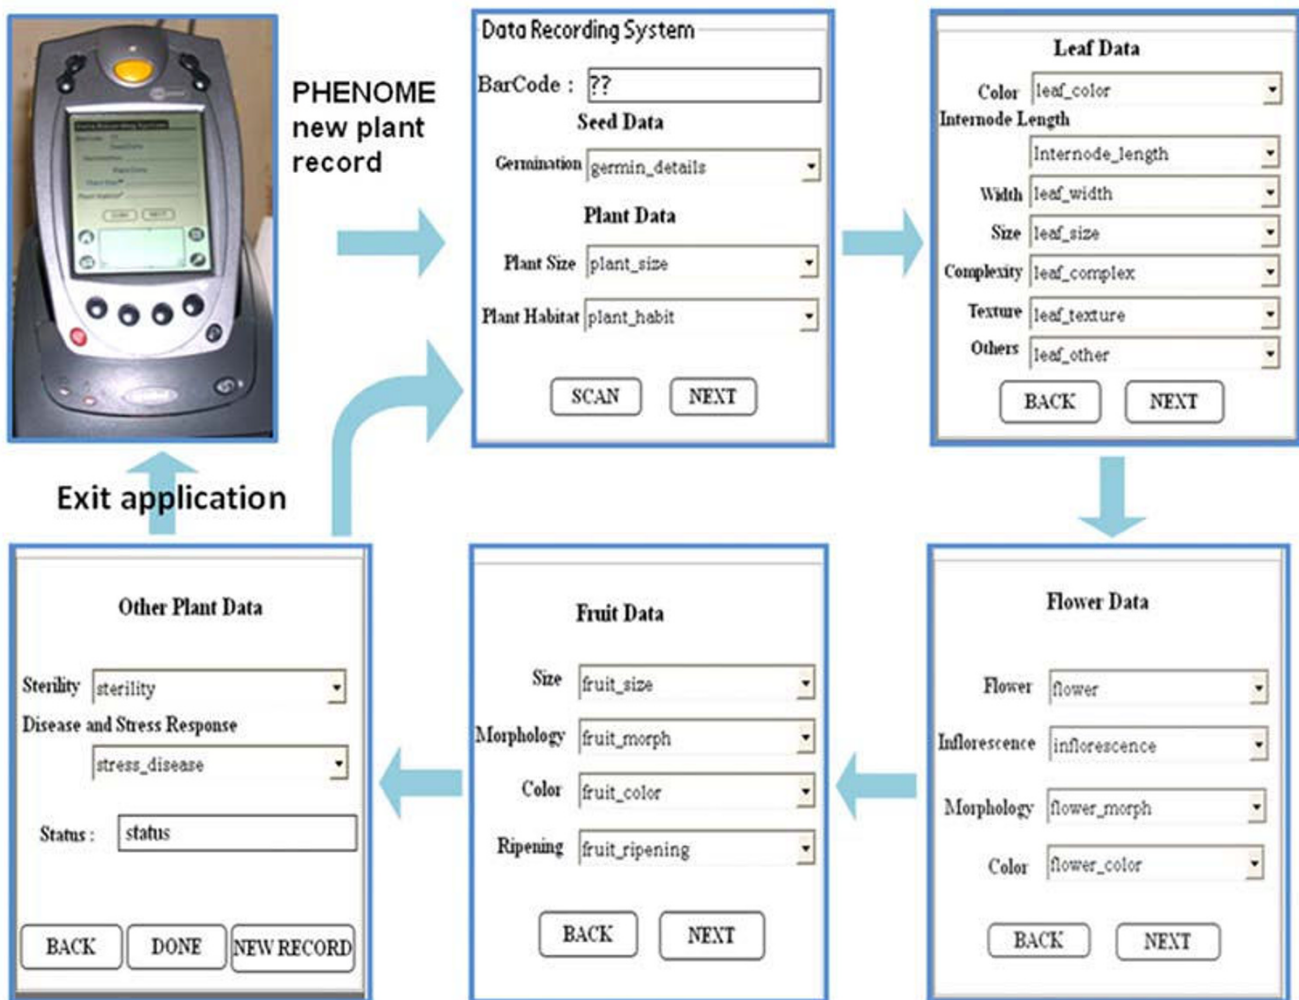 PHENOME
new plant
record
Data Recording System
BarCode : ??
Seed Data
Germination germin_details
Plant Data
Plant Size plant_size
Plant Habitat plant_habit
SCAN NEXT
Leaf Data
Color leaf_color
Internode Length
Internode_length
Width leaf_width
Size leaf_size
Complexity leaf_complex
Texture leaf_texture
Others leaf_other
BACK NEXT
Exit application
Other Plant Data
Sterility sterility
Disease and Stress Response
stress_disease
Status : status
BACK DONE NEW RECORD
Fruit Data
Size fruit_size
Morphology fruit_morph
Color fruit_color
Ripening fruit_ripening
BACK NEXT
Flower Data
Flower flower
Inflorescence inflorescence
Morphology flower_morph
Color flower_color
BACK NEXT